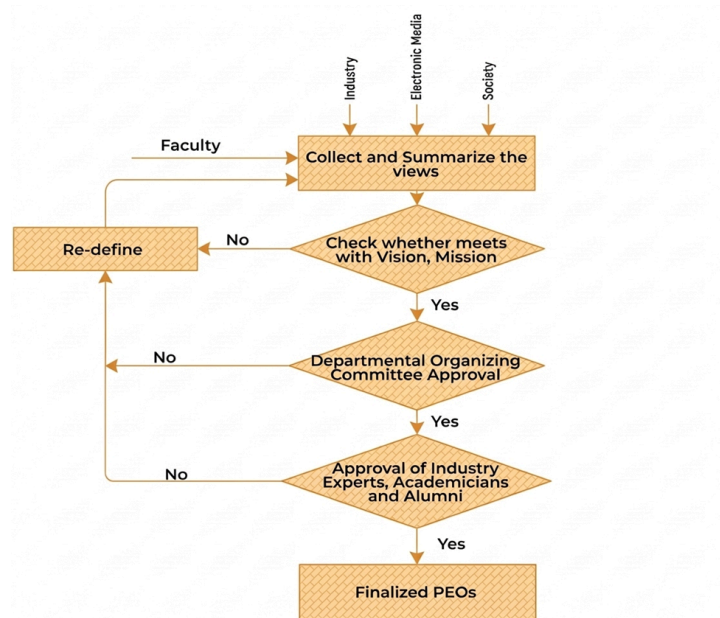 Industry
Electronic Media
Society
Faculty
Collect and Summarize the
views
Re-define
No
Check whether meets
with Vision, Mission
Yes
No
Departmental Organizing
Committee Approval
Yes
No
Approval of Industry
Experts, Academicians
and Alumni
Yes
Finalized PEOs